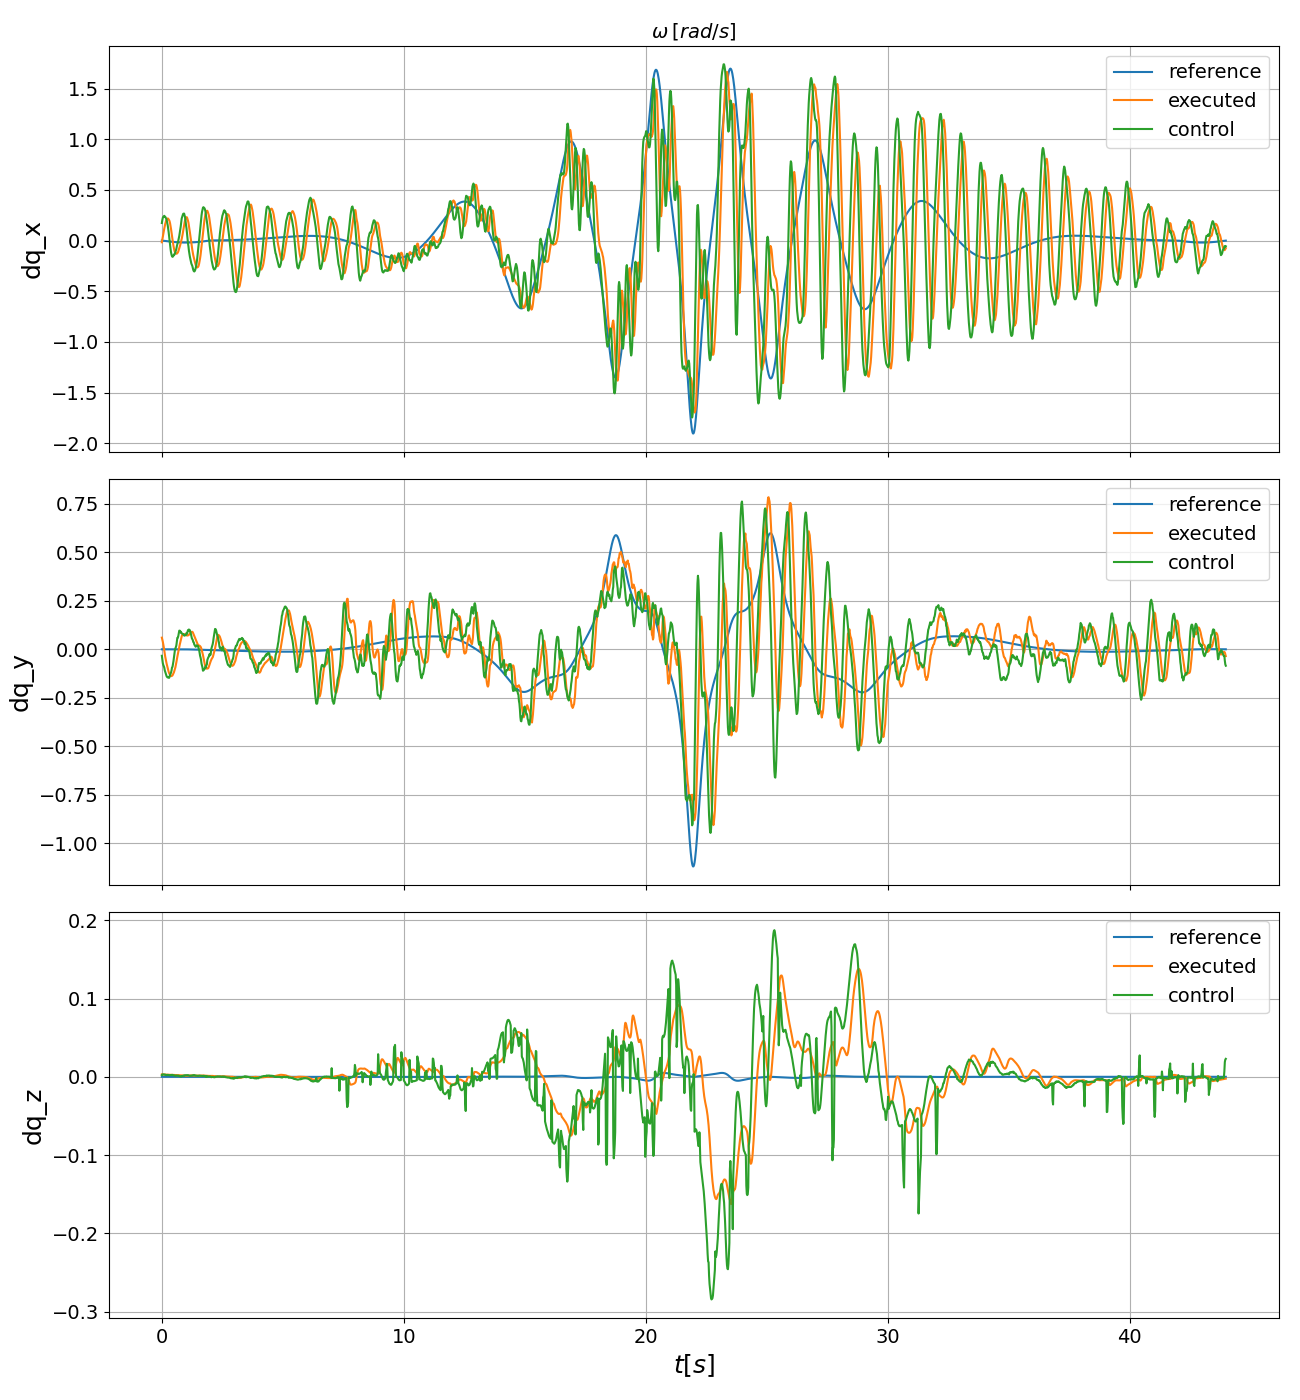 ω [rad/s]
dq_x
1.5
1.0
0.5
0.0
−0.5
−1.0
−1.5
−2.0
reference
executed
control
dq_y
0.75
0.50
0.25
0.00
−0.25
−0.50
−0.75
−1.00
reference
executed
control
dq_z
0.2
0.1
0.0
−0.1
−0.2
−0.3
reference
executed
control
0 10 20 30 40
t[s]